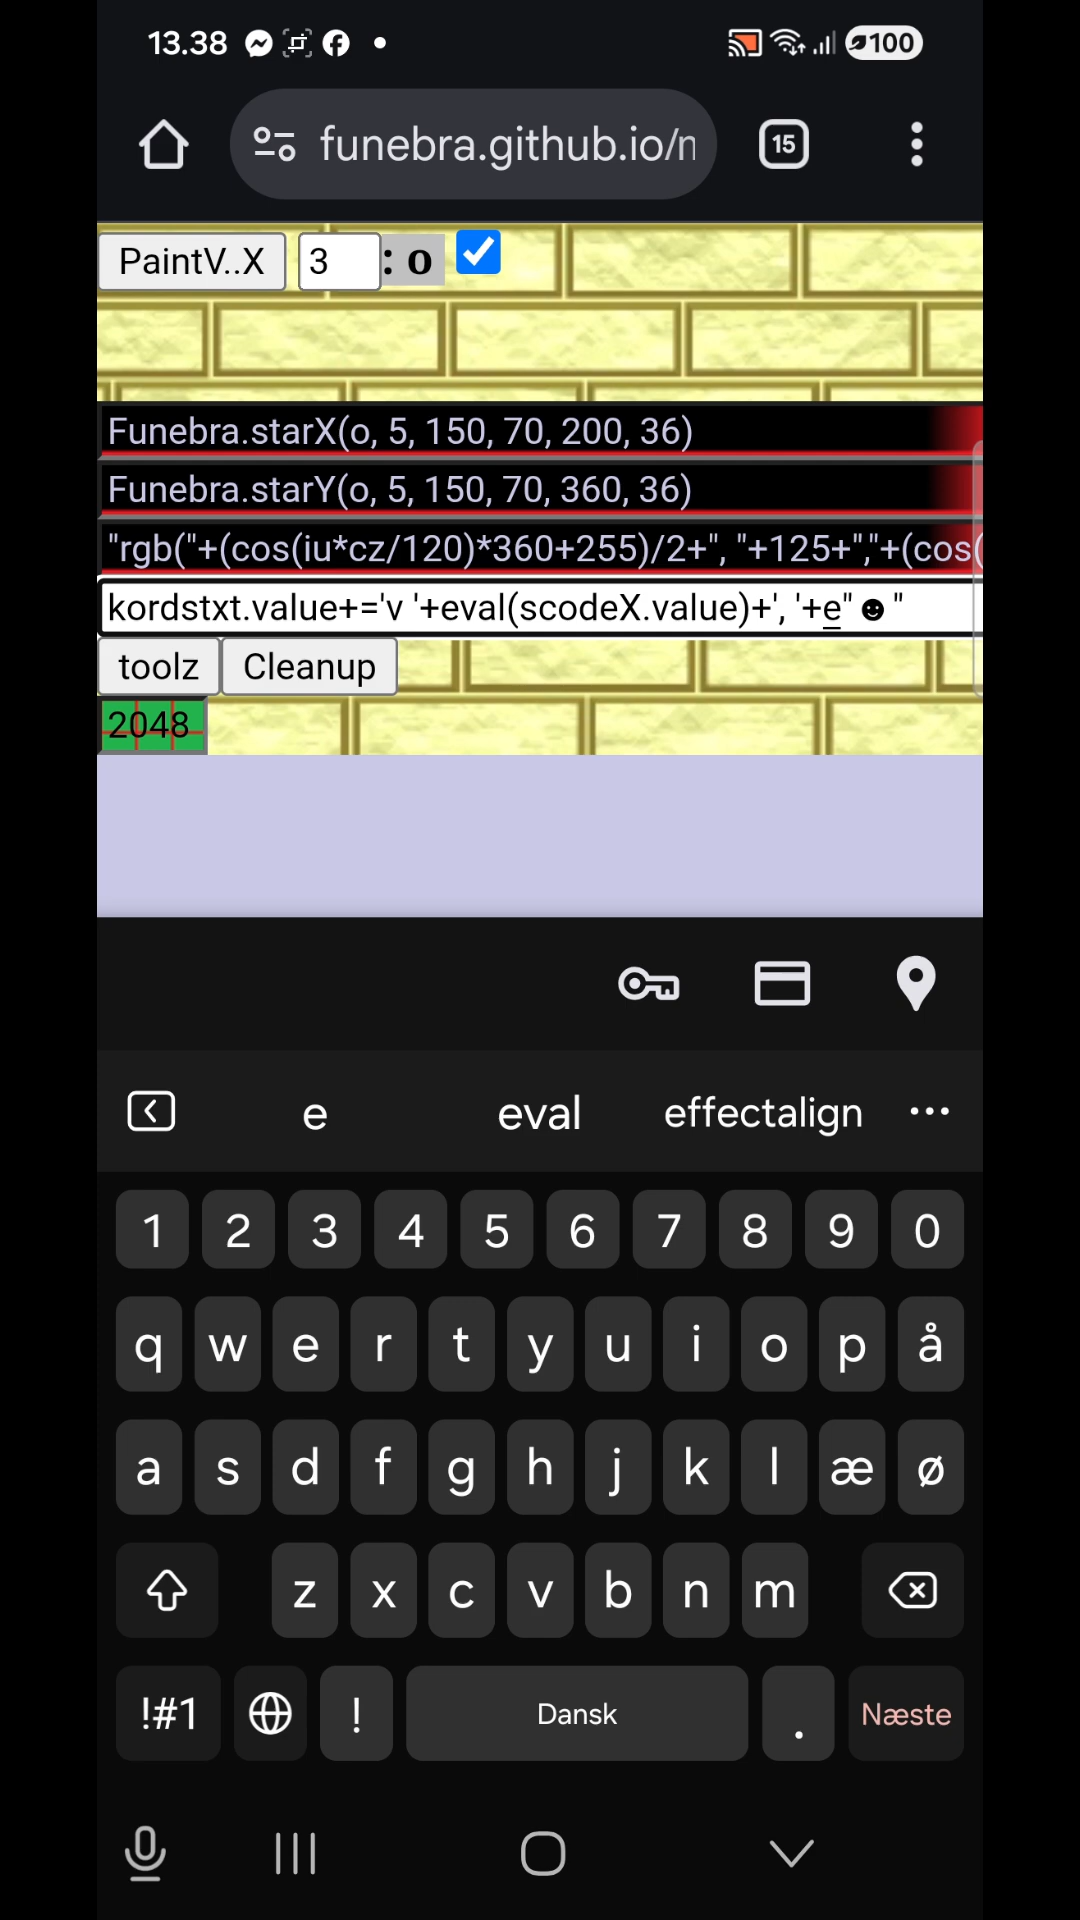 13.38 100
funebra.github.io/n 15
PaintV..X 3 : o
Funebra.starX(o, 5, 150, 70, 200, 36)
Funebra.starY(o, 5, 150, 70, 360, 36)
"rgb("+(cos(iu*cz/120)*360+255)/2+", "+125+","+(cos(
kordstxt.value+='v '+eval(scodeX.value)+', '+e"☻"
toolz Cleanup
2048
e eval effectalign
1 2 3 4 5 6 7 8 9 0
q w e r t y u i o p å
a s d f g h j k l æ ø
z x c v b n m
!#1 ! Dansk . Næste